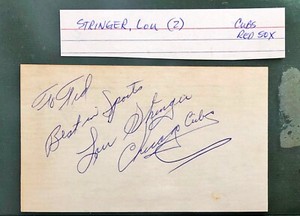 STRINGER, LOU (2)
CUBS
RED SOX
To Ted
Best in Sports
Lou Stringer
Chicago Cubs